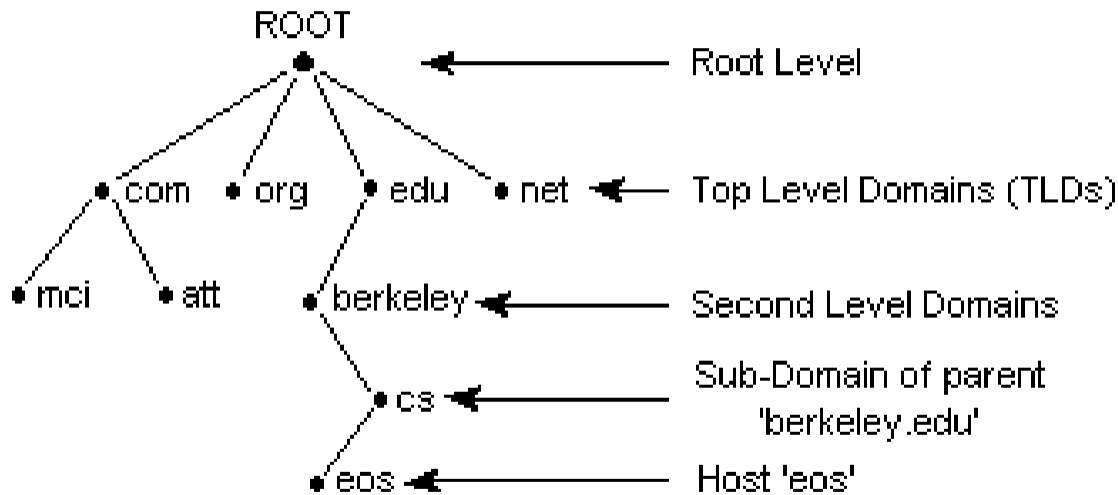 ROOT
Root Level
com org edu net Top Level Domains (TLDs)
mci att berkeley Second Level Domains
cs Sub-Domain of parent
'berkeley.edu'
eos Host 'eos'